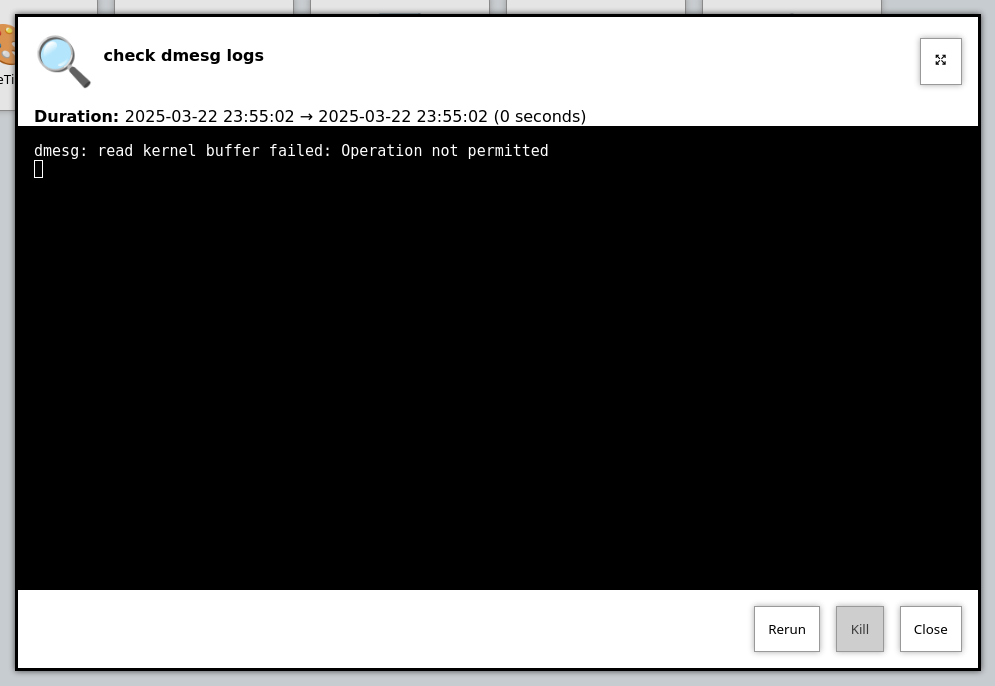 check dmesg logs
eTi
Duration: 2025-03-22 23:55:02 → 2025-03-22 23:55:02 (0 seconds)
dmesg: read kernel buffer failed: Operation not permitted
Rerun
Kill
Close